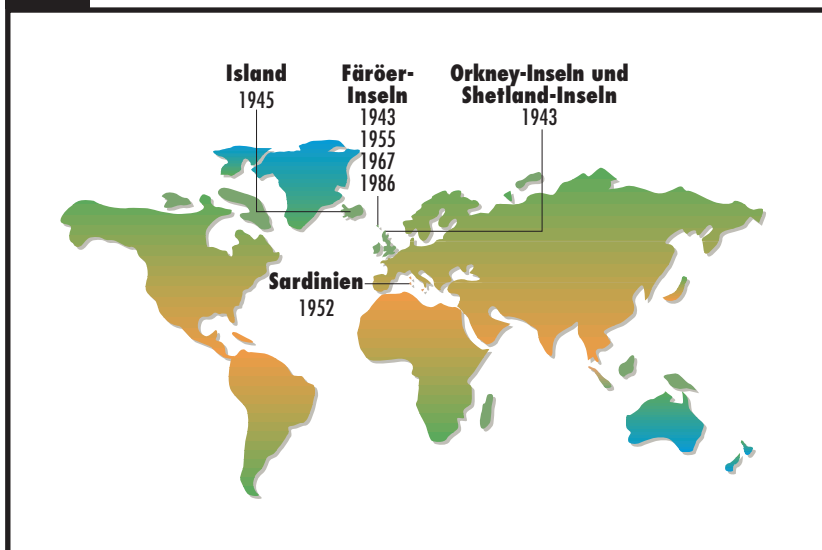 Island
1945
Färöer-
Inseln
1943
1955
1967
1986
Orkney-Inseln und
Shetland-Inseln
1943
Sardinien
1952